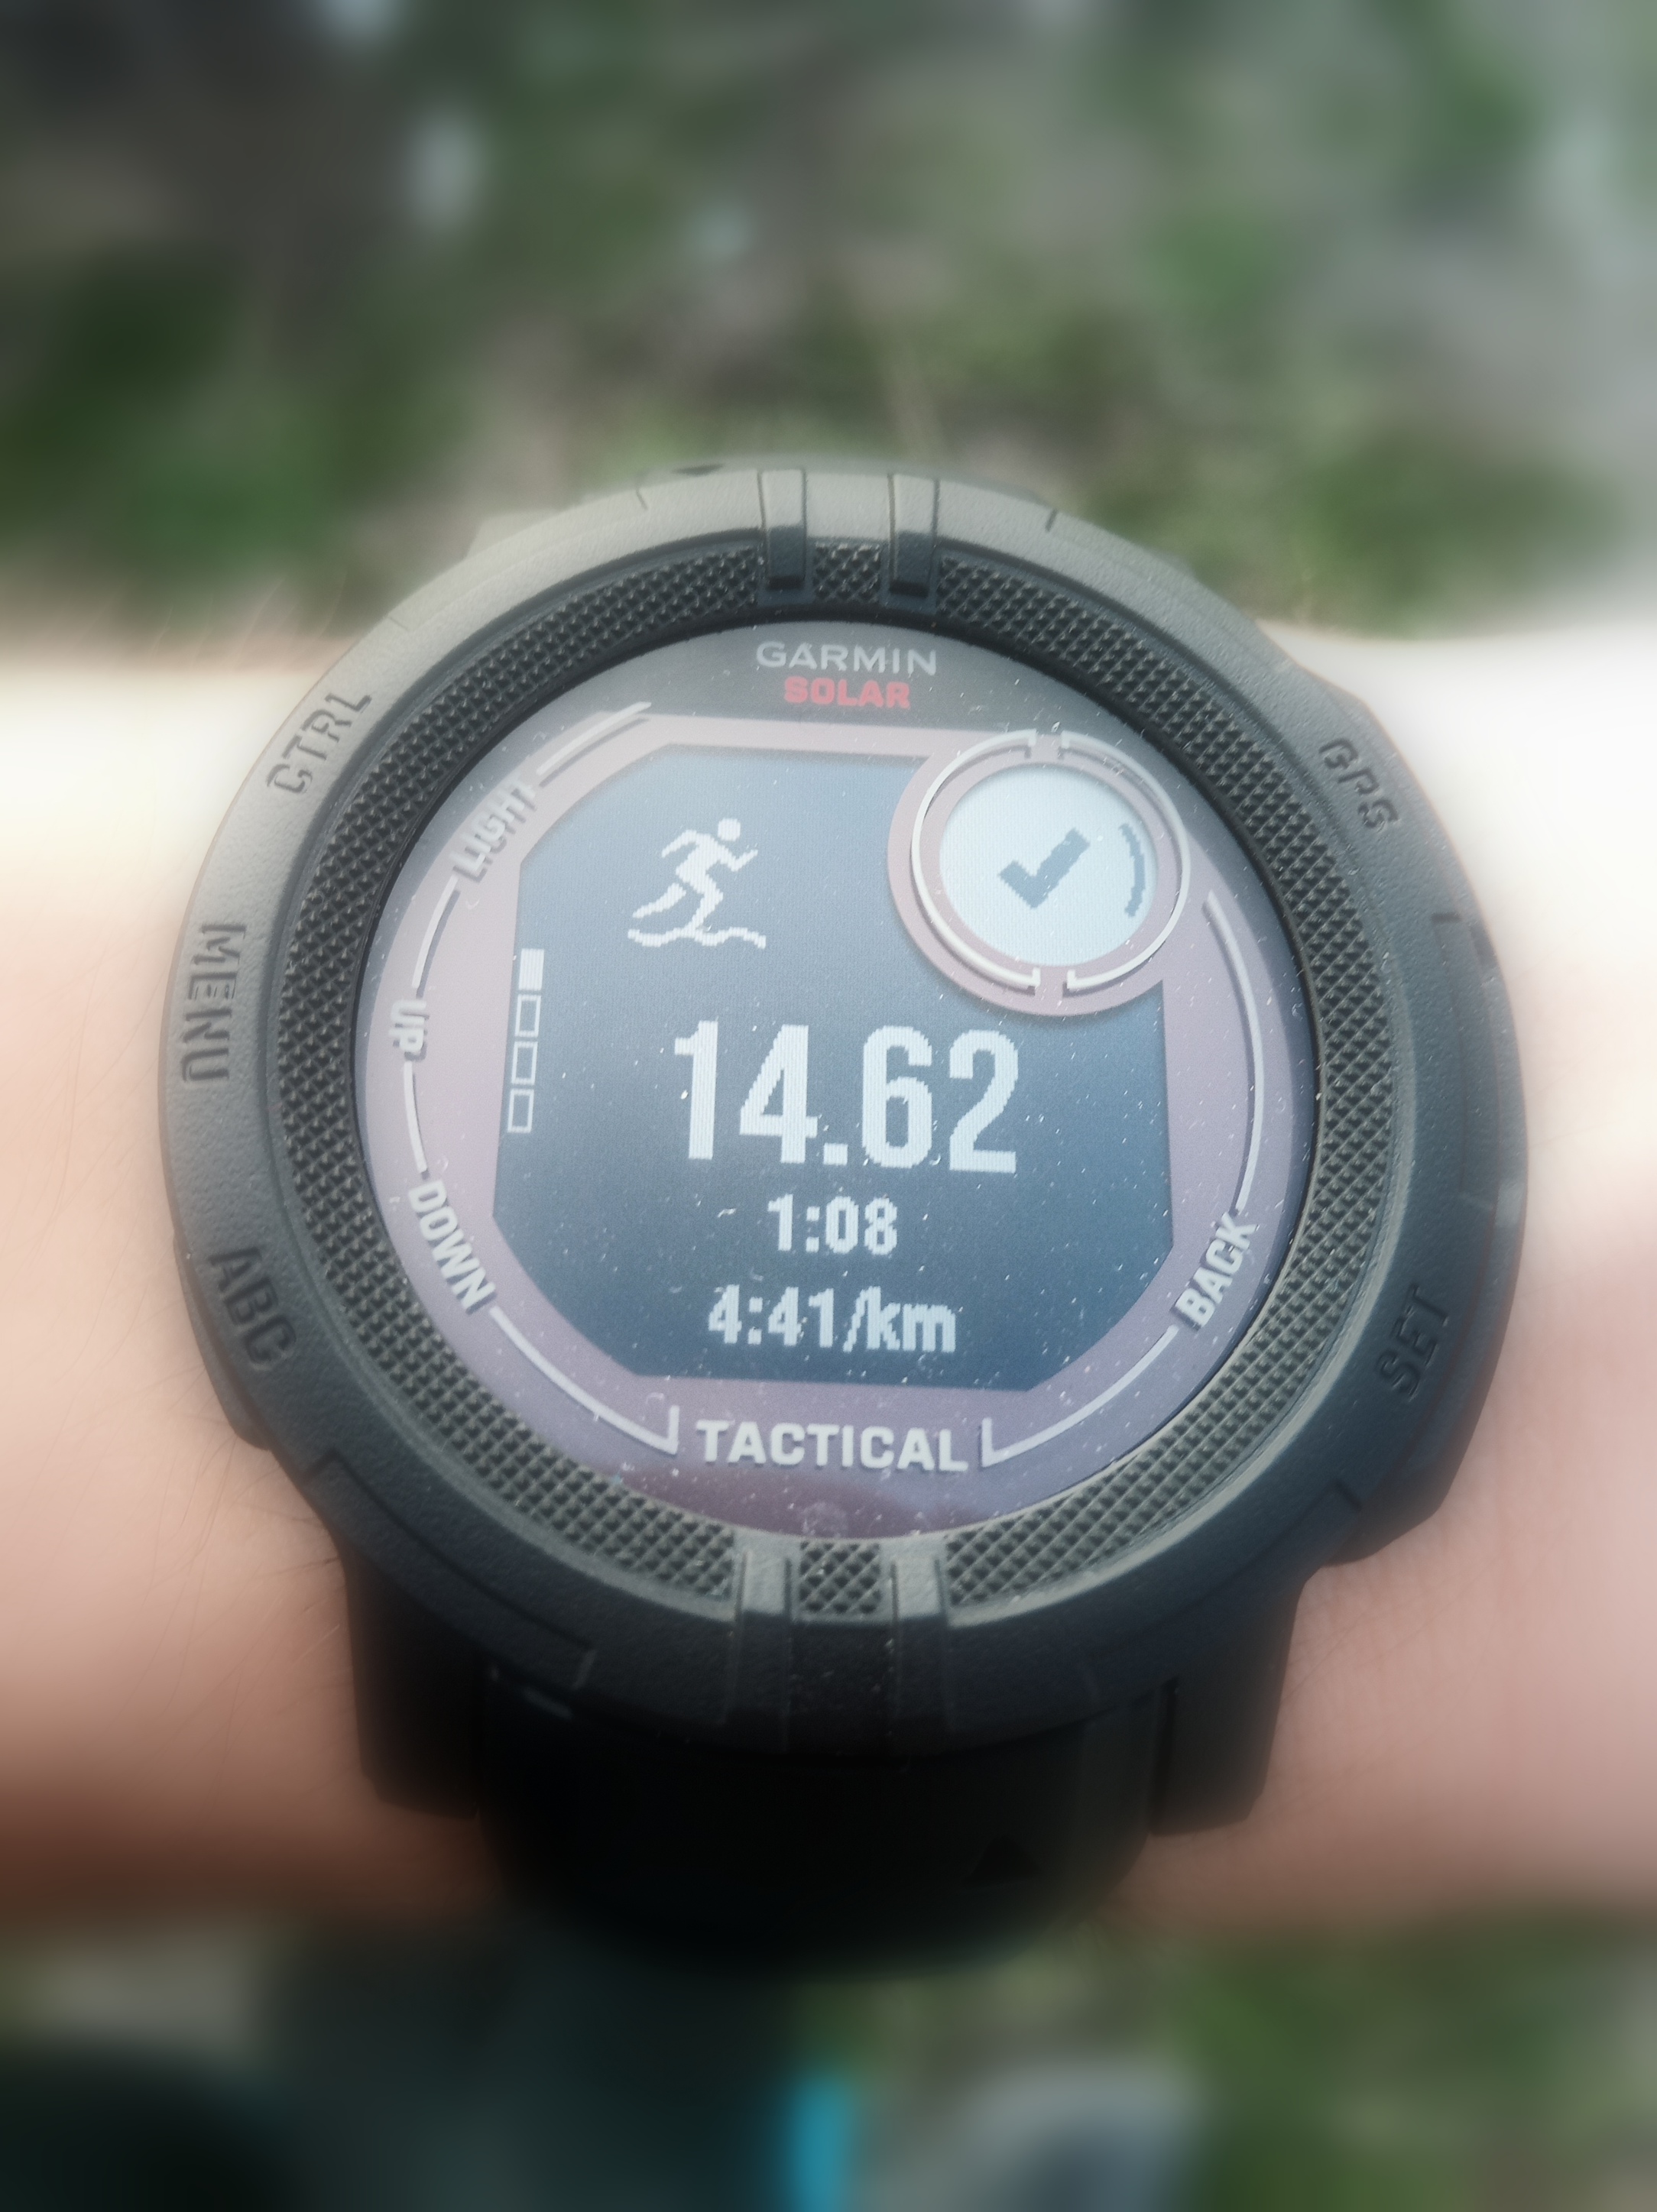 GARMIN
SOLAR
CTRL
LIGHT
GPS
MENU
UP
14.62
1:08
4:41/km
DOWN
BACK
ABC
SET
TACTICAL